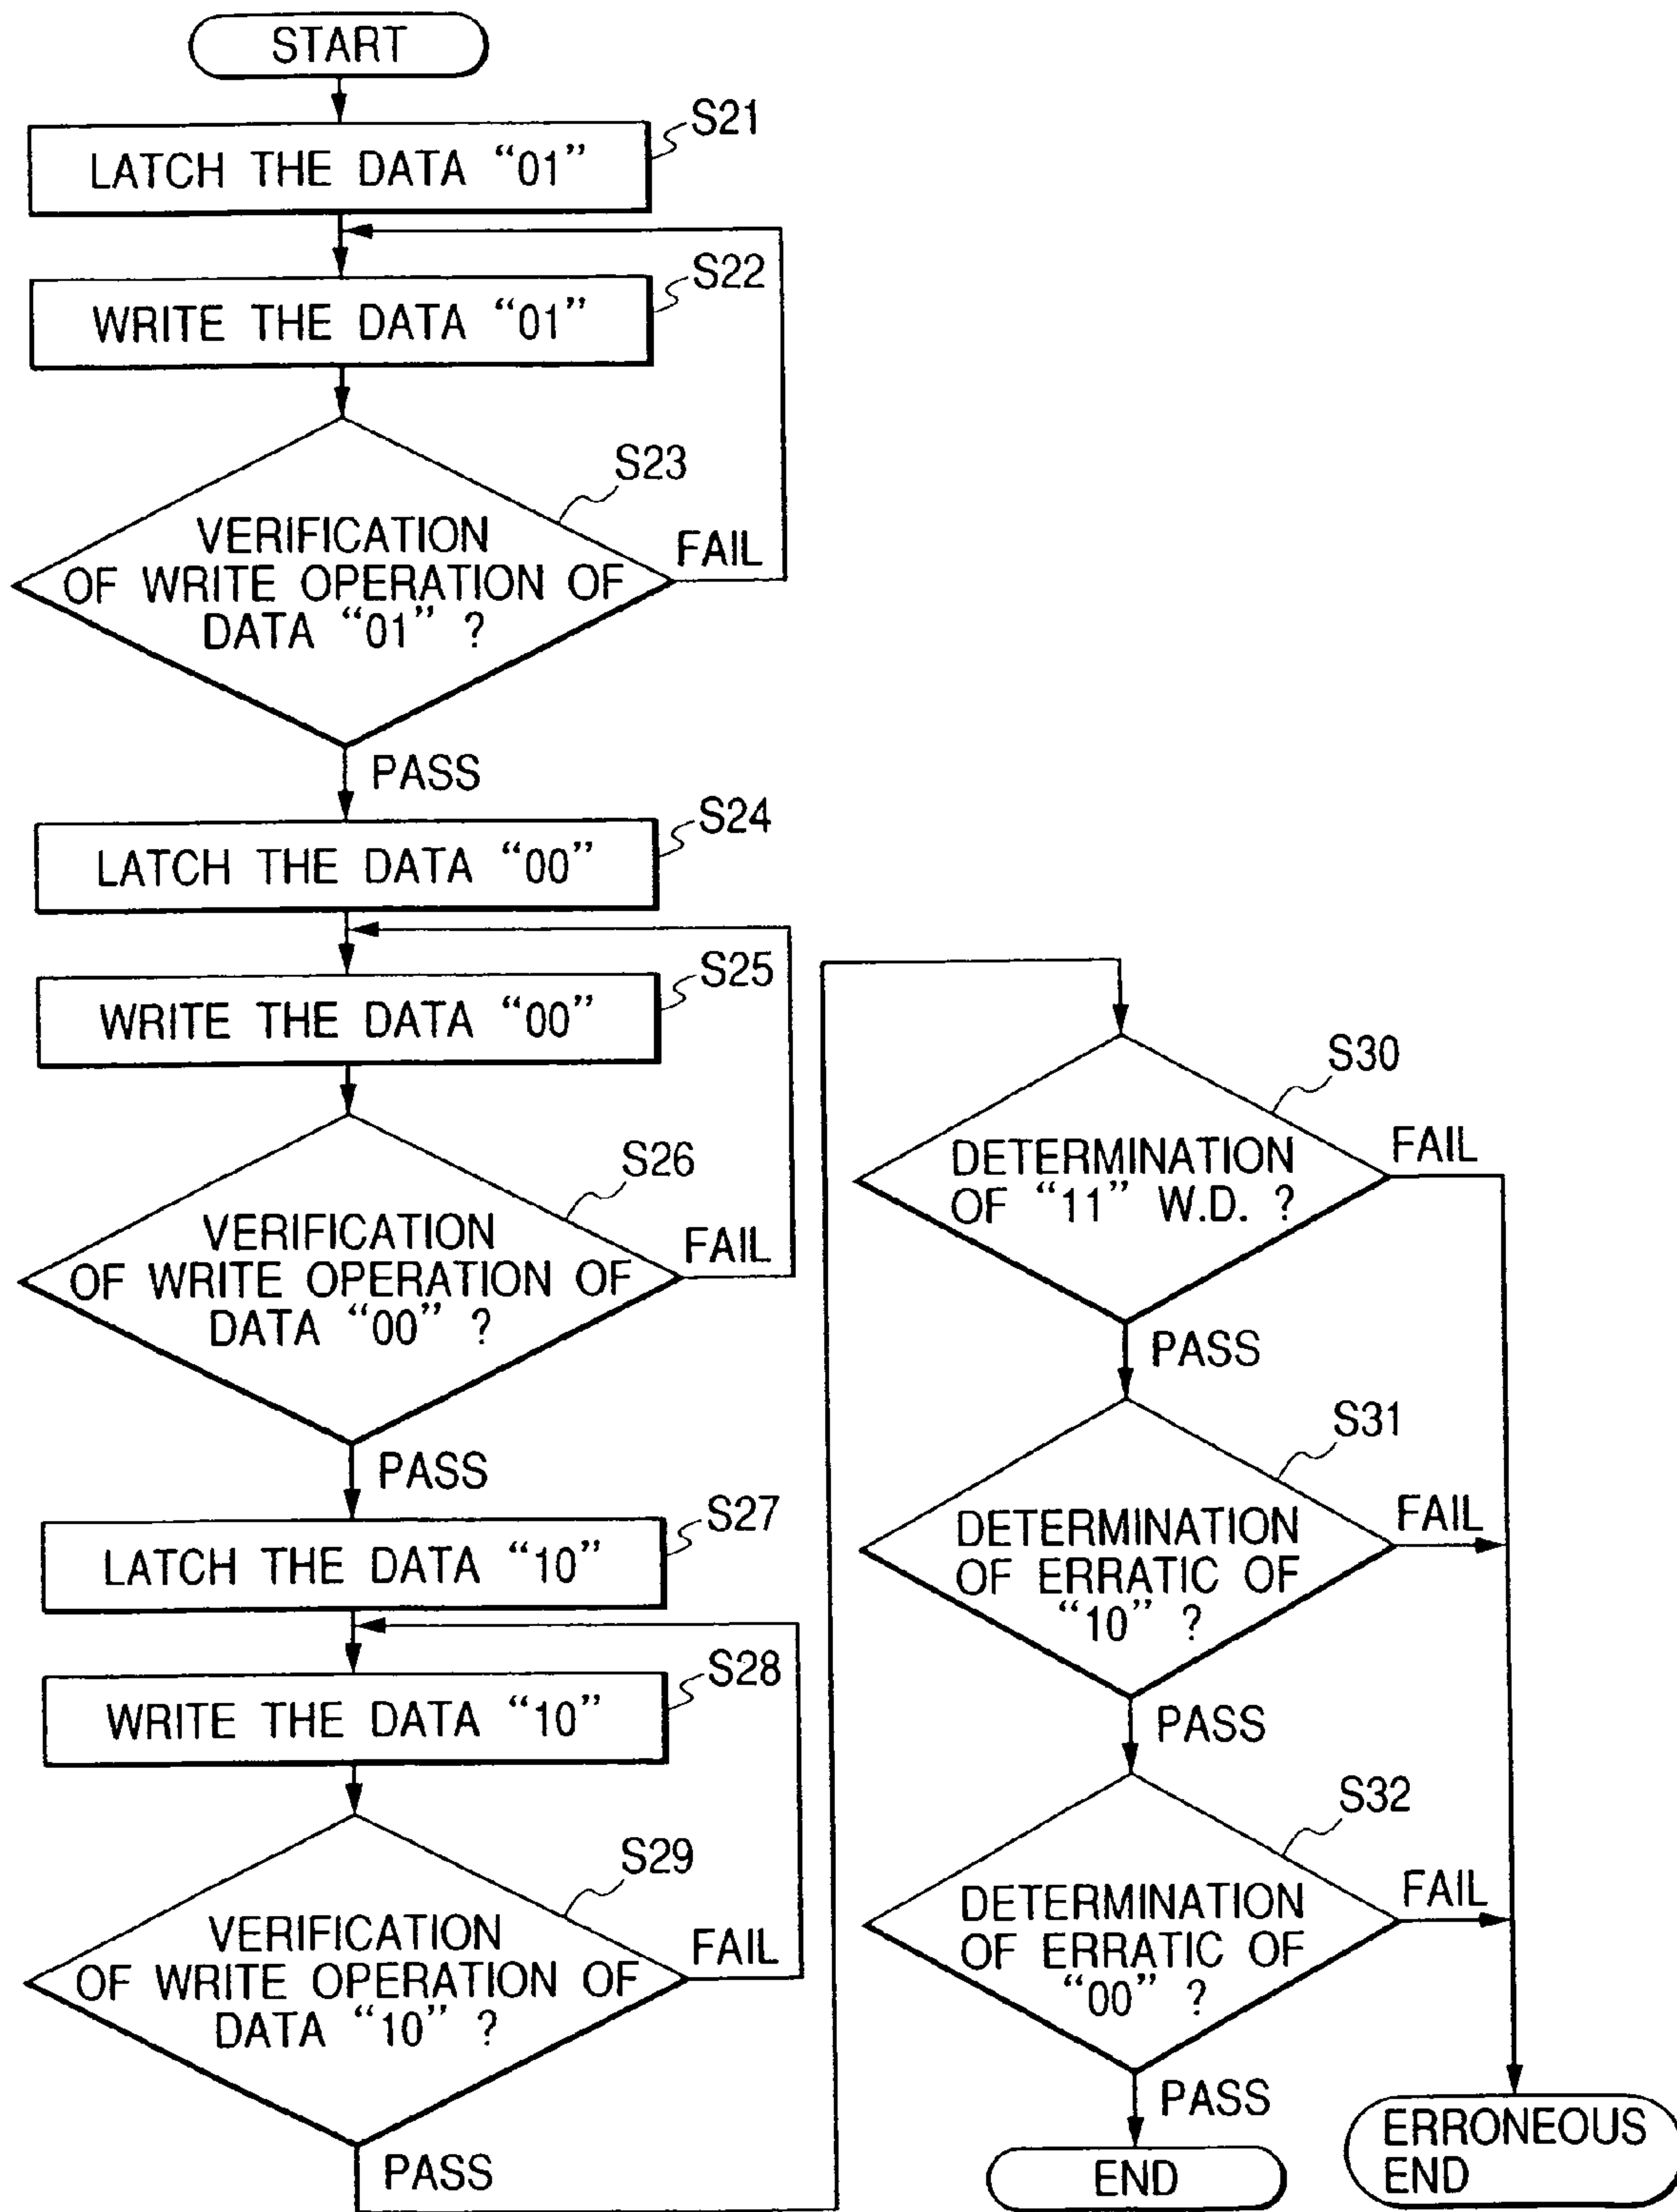 START
S21
LATCH THE DATA “01”
S22
WRITE THE DATA “01”
S23
VERIFICATION
OF WRITE OPERATION OF
DATA “01” ?
FAIL
PASS
S24
LATCH THE DATA “00”
S25
WRITE THE DATA “00”
S26
VERIFICATION
OF WRITE OPERATION OF
DATA “00” ?
FAIL
PASS
S27
LATCH THE DATA “10”
S28
WRITE THE DATA “10”
S29
VERIFICATION
OF WRITE OPERATION OF
DATA “10” ?
FAIL
PASS
S30
DETERMINATION
OF “11” W.D. ?
FAIL
PASS
S31
DETERMINATION
OF ERRATIC OF
“10” ?
FAIL
PASS
S32
DETERMINATION
OF ERRATIC OF
“00” ?
FAIL
PASS
END
ERRONEOUS
END